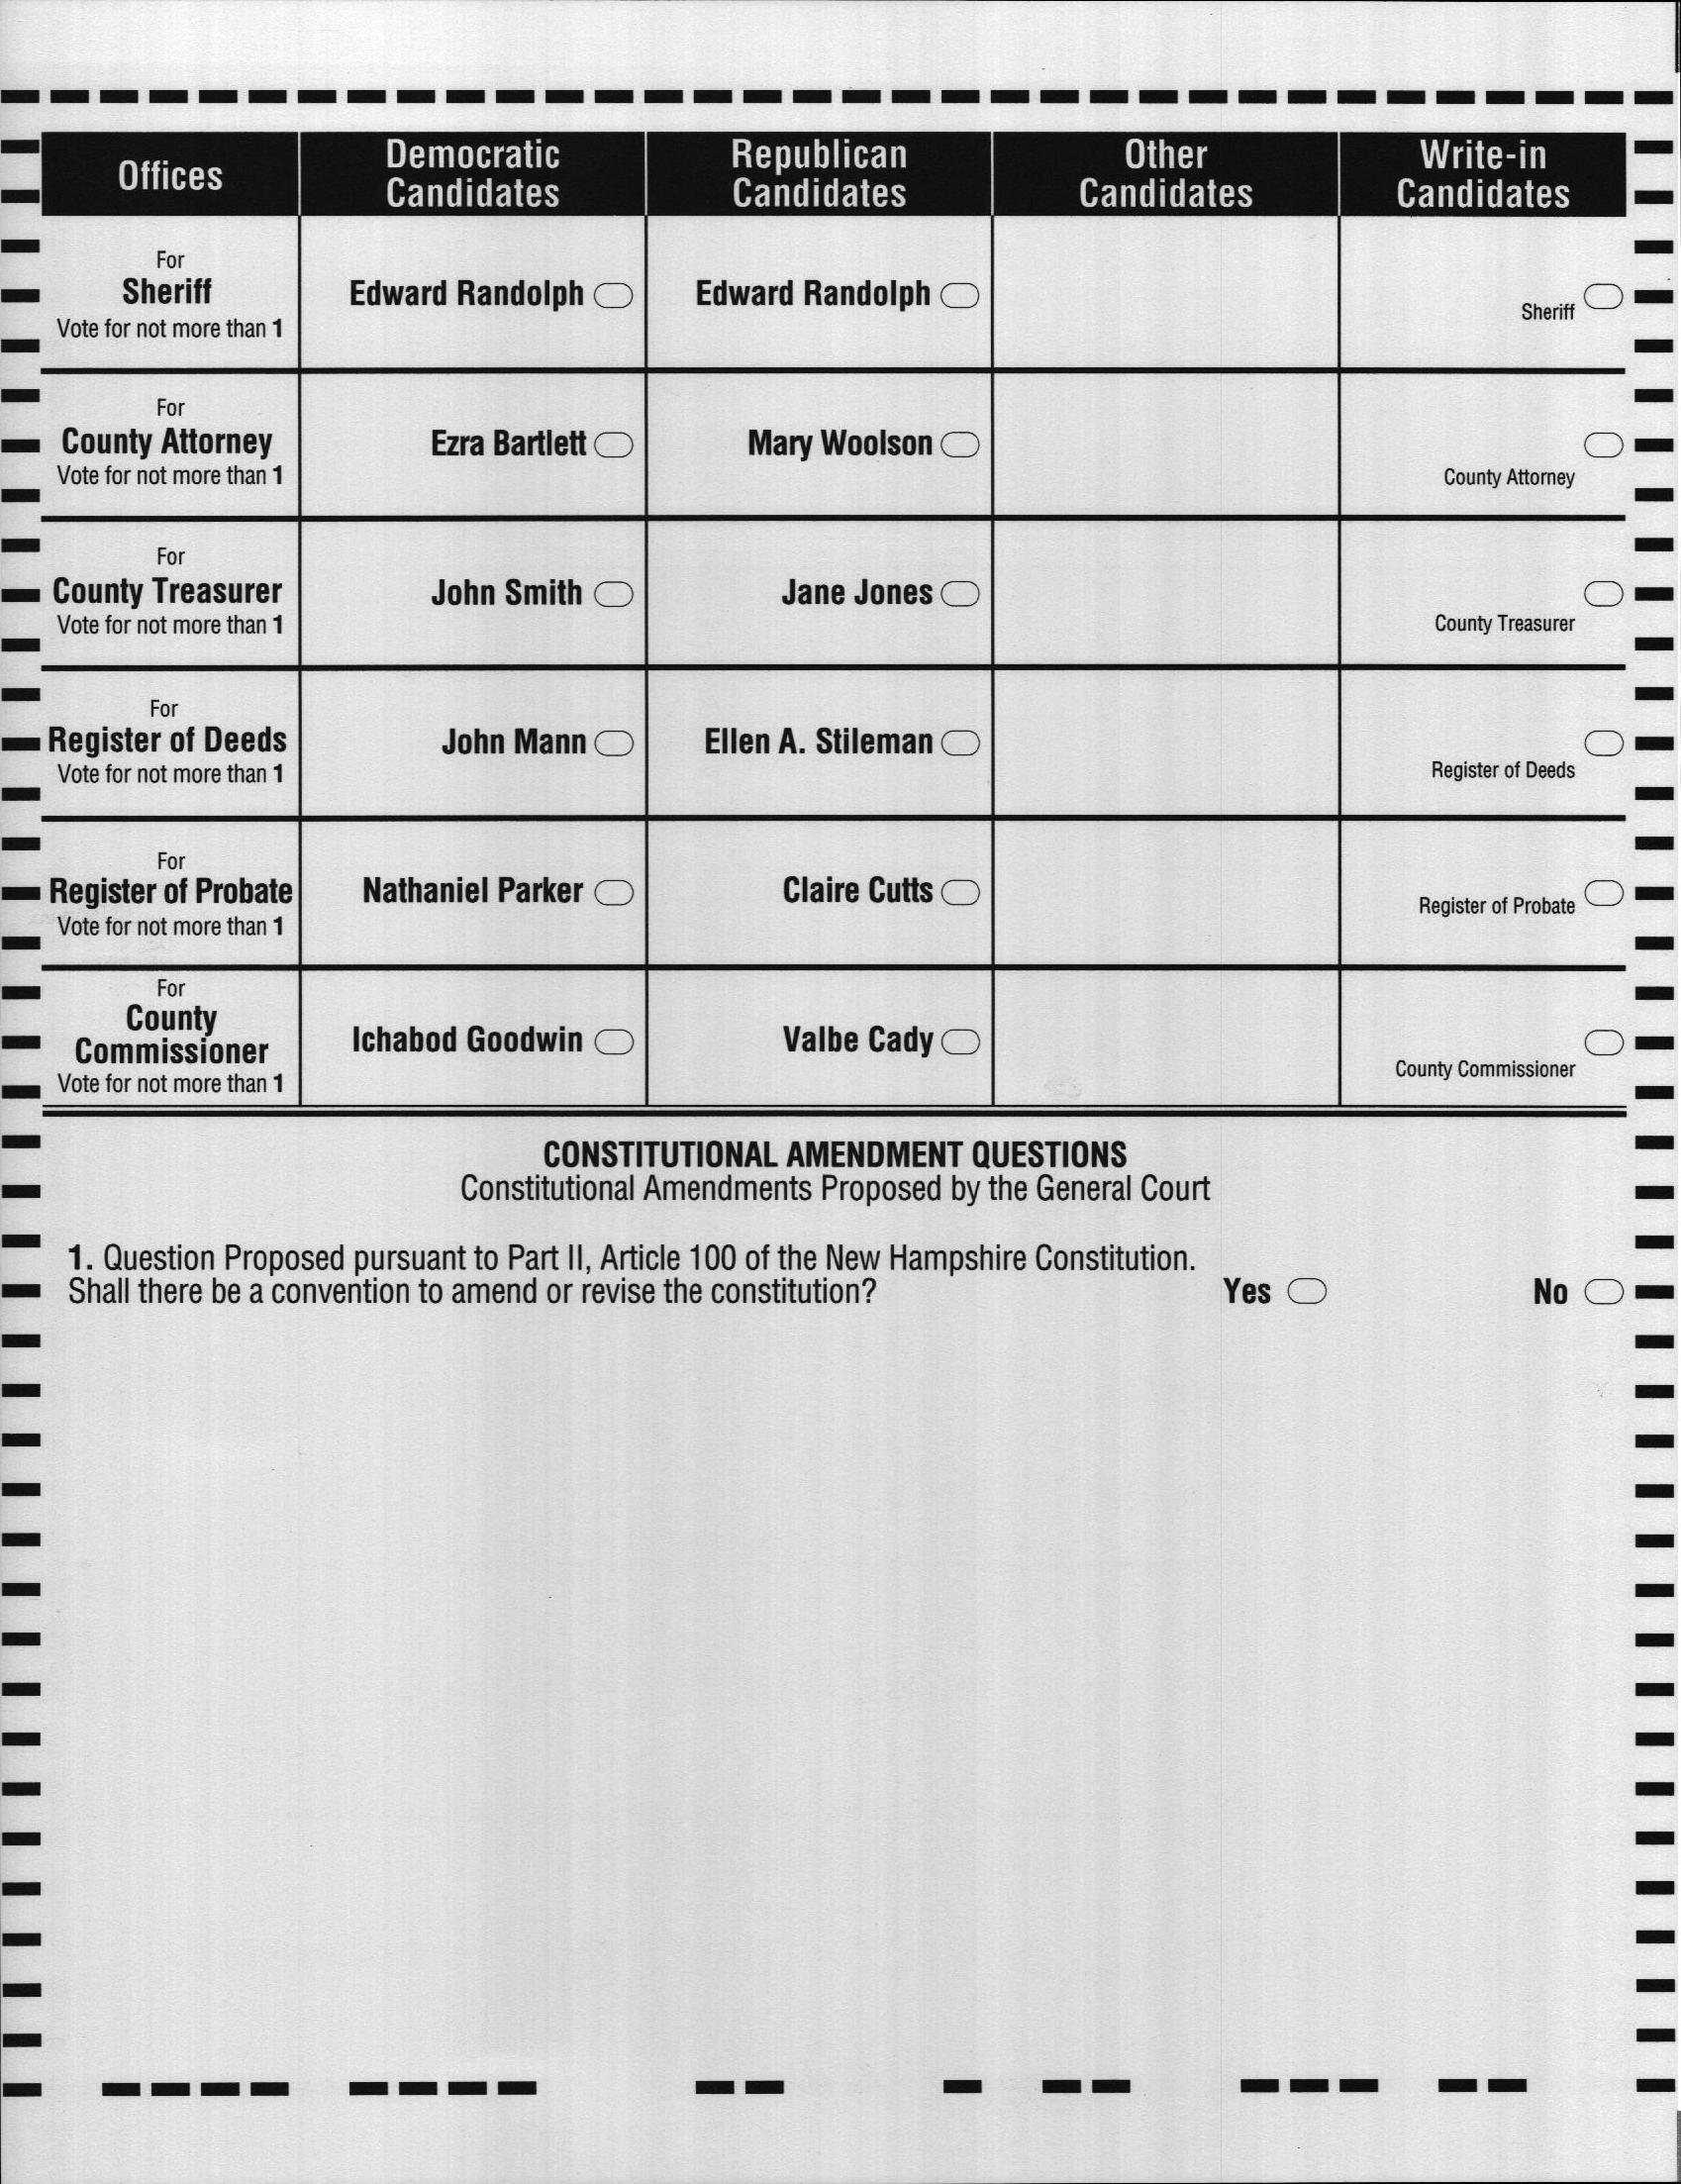 Offices
Democratic
Candidates
Republican
Candidates
Other
Candidates
Write-in
Candidates
For
Sheriff
Vote for not more than 1
Edward Randolph
Edward Randolph
Sheriff
For
County Attorney
Vote for not more than 1
Ezra Bartlett
Mary Woolson
County Attorney
For
County Treasurer
Vote for not more than 1
John Smith
Jane Jones
County Treasurer
For
Register of Deeds
Vote for not more than 1
John Mann
Ellen A. Stileman
Register of Deeds
For
Register of Probate
Vote for not more than 1
Nathaniel Parker
Claire Cutts
Register of Probate
For
County
Commissioner
Vote for not more than 1
Ichabod Goodwin
Valbe Cady
County Commissioner
CONSTITUTIONAL AMENDMENT QUESTIONS
Constitutional Amendments Proposed by the General Court
1. Question Proposed pursuant to Part II, Article 100 of the New Hampshire Constitution.
Shall there be a convention to amend or revise the constitution? Yes No